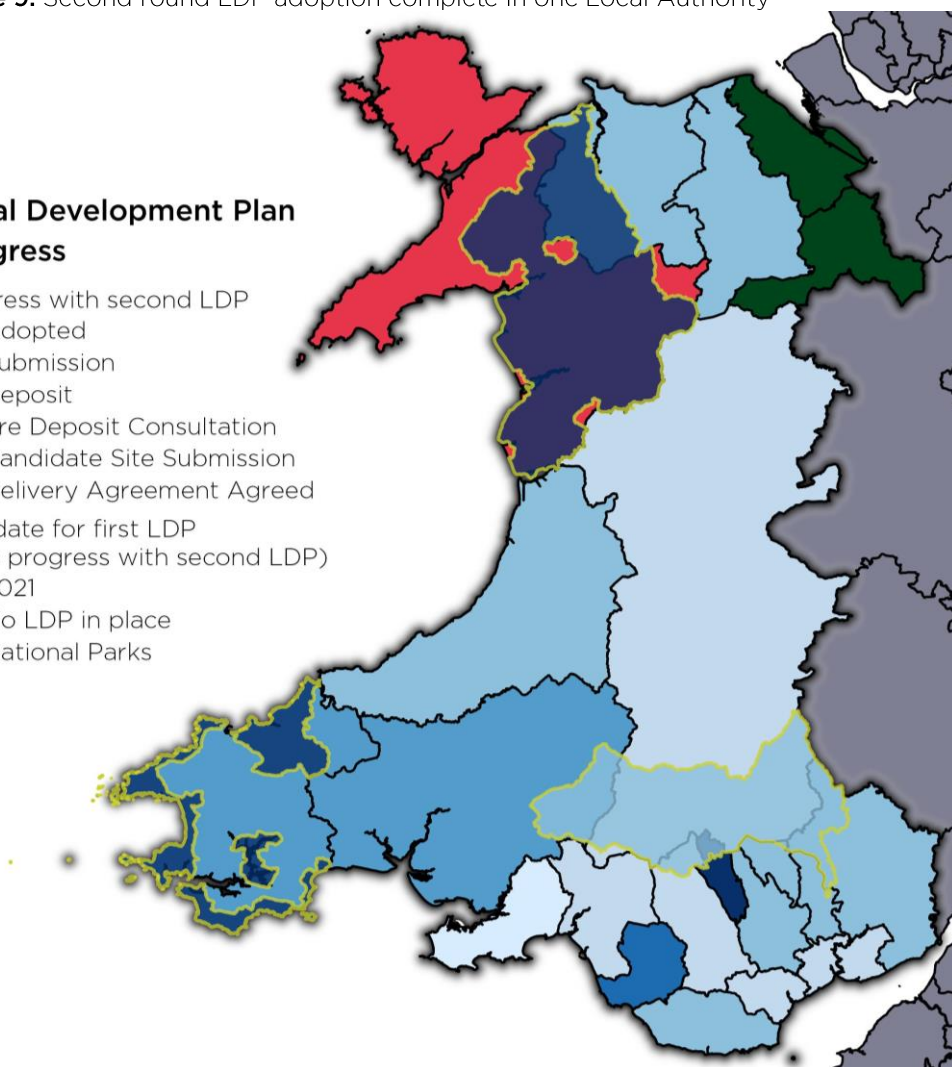 e 9. Second round LDP adoption complete in one Local Authority
al Development Plan
gress
ress with second LDP
dopted
ubmission
eposit
re Deposit Consultation
andidate Site Submission
elivery Agreement Agreed
date for first LDP
progress with second LDP)
021
o LDP in place
ational Parks